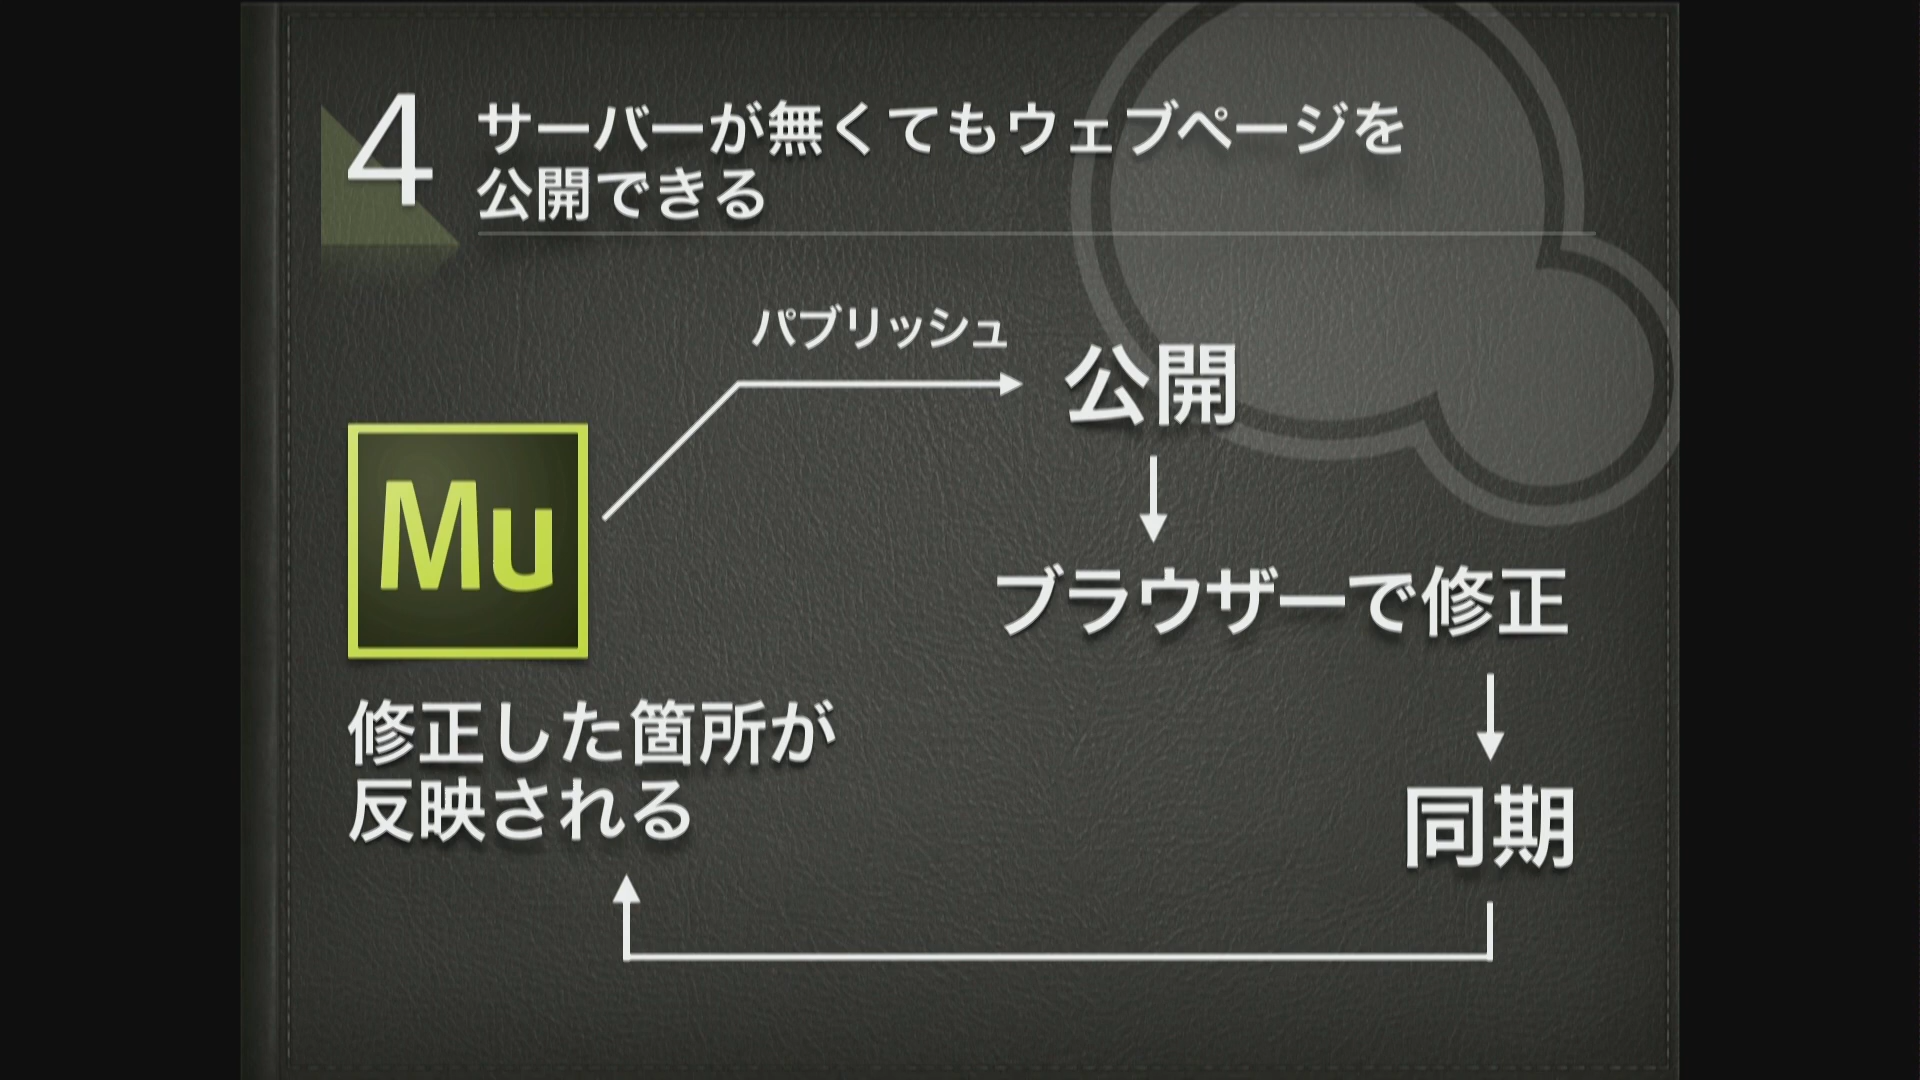 4
サーバーが無くてもウェブページを
公開できる
パブリッシュ
公開
Mu
ブラウザーで修正
修正した箇所が
反映される
同期